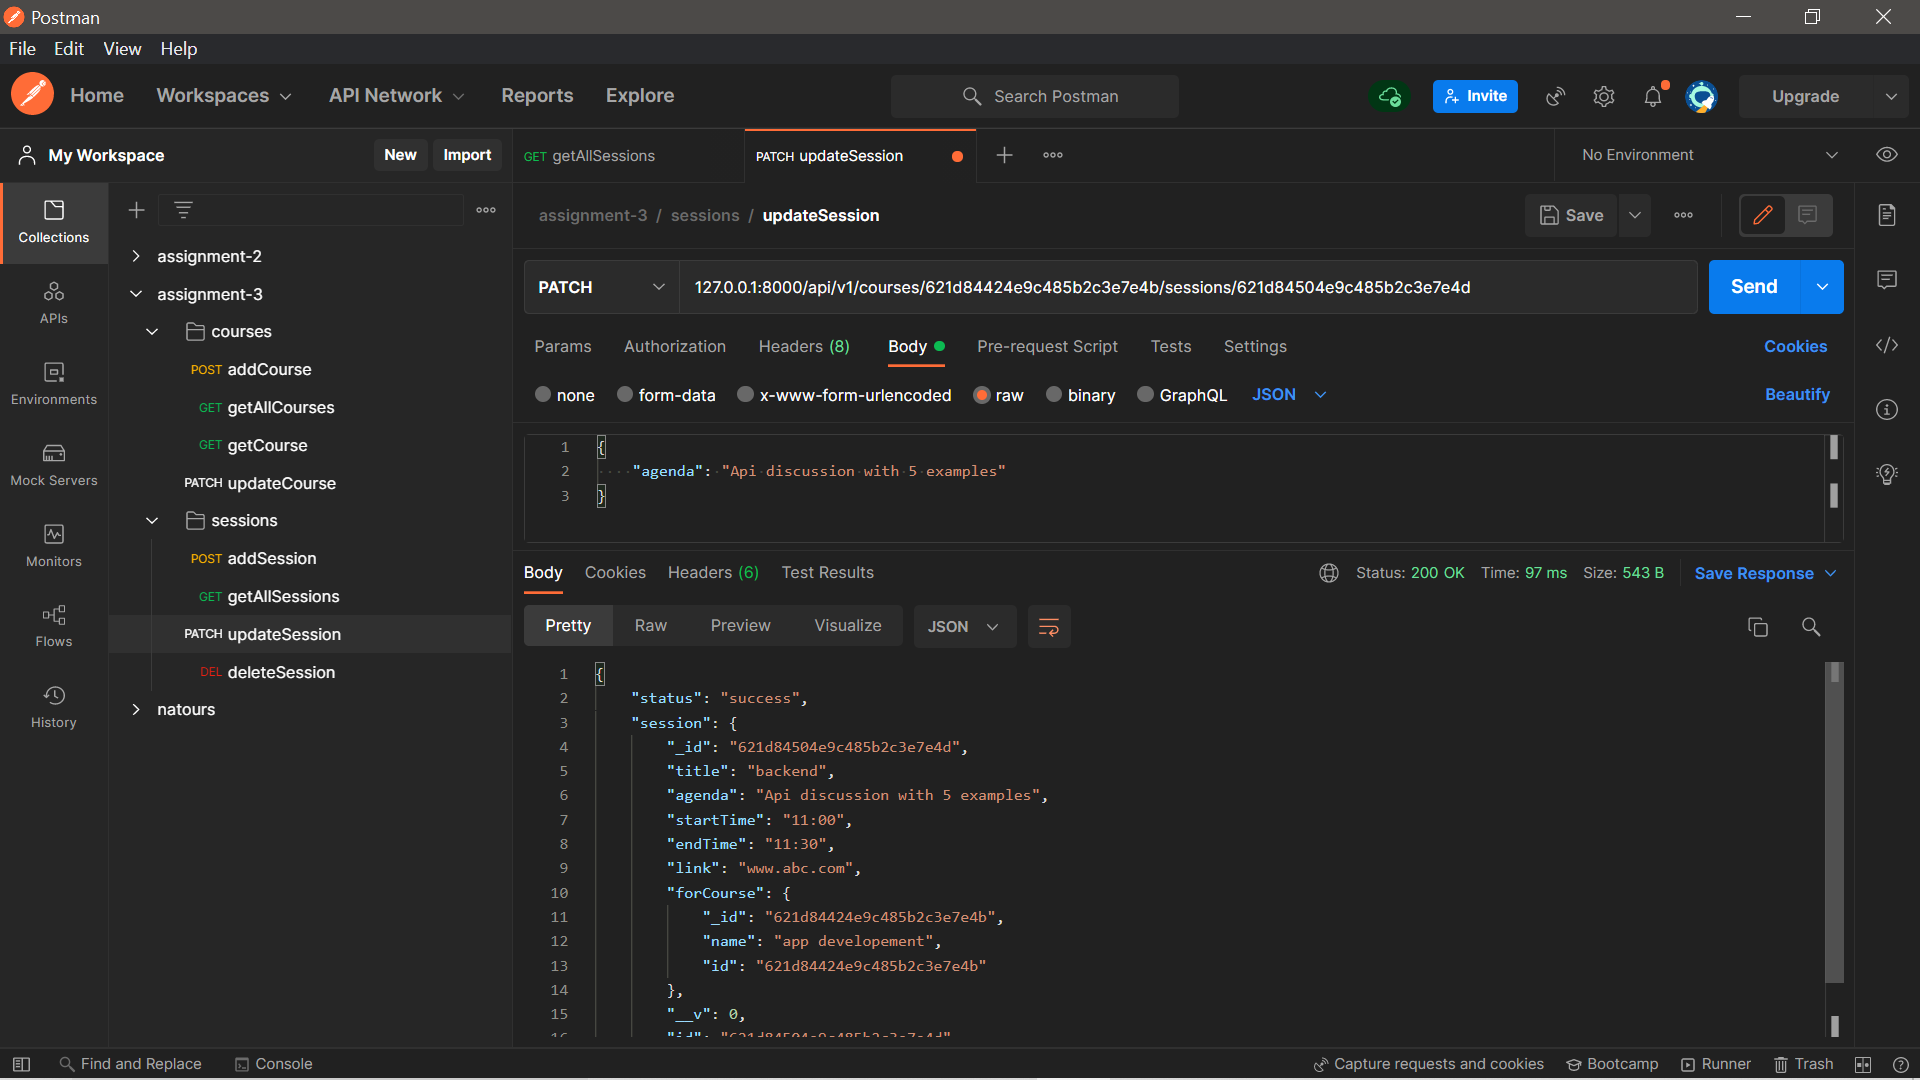 Postman
File Edit View Help
Home Workspaces API Network Reports Explore Search Postman Invite Upgrade
My Workspace New Import GET getAllSessions PATCH updateSession No Environment
Collections
APIs
Environments
Mock Servers
Monitors
Flows
History
assignment-2
assignment-3
courses
POST addCourse
GET getAllCourses
GET getCourse
PATCH updateCourse
sessions
POST addSession
GET getAllSessions
PATCH updateSession
DEL deleteSession
natours
assignment-3 / sessions / updateSession Save
PATCH 127.0.0.1:8000/api/v1/courses/621d84424e9c485b2c3e7e4b/sessions/621d84504e9c485b2c3e7e4d Send
Params Authorization Headers (8) Body Pre-request Script Tests Settings Cookies
none form-data x-www-form-urlencoded raw binary GraphQL JSON Beautify
1 {
2 "agenda": "Api discussion with 5 examples"
3 }
Body Cookies Headers (6) Test Results Status: 200 OK Time: 97 ms Size: 543 B Save Response
Pretty Raw Preview Visualize JSON
1 {
2 "status": "success",
3 "session": {
4 "_id": "621d84504e9c485b2c3e7e4d",
5 "title": "backend",
6 "agenda": "Api discussion with 5 examples",
7 "startTime": "11:00",
8 "endTime": "11:30",
9 "link": "www.abc.com",
10 "forCourse": {
11 "_id": "621d84424e9c485b2c3e7e4b",
12 "name": "app developement",
13 "id": "621d84424e9c485b2c3e7e4b"
14 },
15 "__v": 0,
16 "id": "621d84504e9c485b2c3e7e4d"
Find and Replace Console Capture requests and cookies Bootcamp Runner Trash